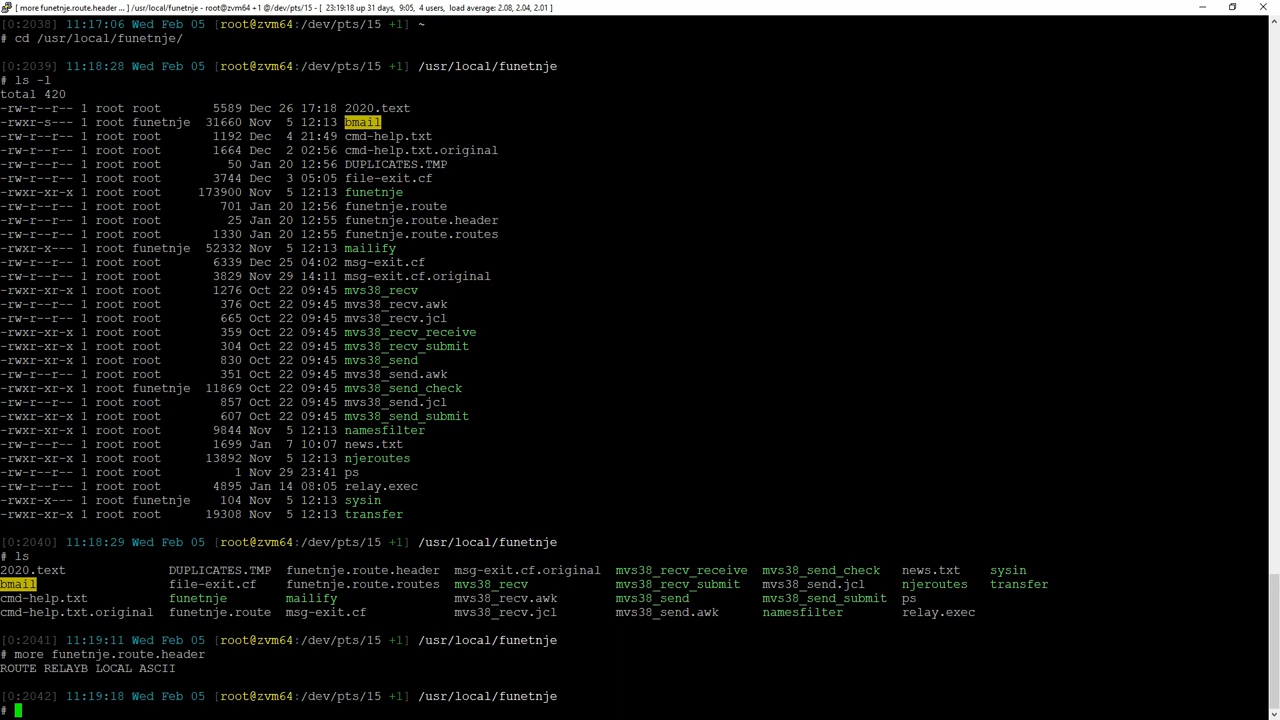 [ more funetnje.route.header ... ] /usr/local/funetnje - root@zvm64 +1 @/dev/pts/15 - [  23:19:18 up 31 days,  9:05,  4 users,  load average: 2.08, 2.04, 2.01 ]
[0:2038] 11:17:06 Wed Feb 05 [root@zvm64:/dev/pts/15 +1] ~
# cd /usr/local/funetnje/
[0:2039] 11:18:28 Wed Feb 05 [root@zvm64:/dev/pts/15 +1] /usr/local/funetnje
# ls -l
total 420
-rw-r--r-- 1 root root       5589 Dec 26 17:18 2020.text
-rwxr-s--- 1 root funetnje  31660 Nov  5 12:13 bmail
-rw-r--r-- 1 root root       1192 Dec  4 21:49 cmd-help.txt
-rw-r--r-- 1 root root       1664 Dec  2 02:56 cmd-help.txt.original
-rw-r--r-- 1 root root         50 Jan 20 12:56 DUPLICATES.TMP
-rw-r--r-- 1 root root       3744 Dec  3 05:05 file-exit.cf
-rwxr-xr-x 1 root root     173900 Nov  5 12:13 funetnje
-rw-r--r-- 1 root root        701 Jan 20 12:56 funetnje.route
-rw-r--r-- 1 root root         25 Jan 20 12:55 funetnje.route.header
-rw-r--r-- 1 root root       1330 Jan 20 12:55 funetnje.route.routes
-rwxr-x--- 1 root funetnje  52332 Nov  5 12:13 mailify
-rw-r--r-- 1 root root       6339 Dec 25 04:02 msg-exit.cf
-rw-r--r-- 1 root root       3829 Nov 29 14:11 msg-exit.cf.original
-rwxr-xr-x 1 root root       1276 Oct 22 09:45 mvs38_recv
-rw-r--r-- 1 root root        376 Oct 22 09:45 mvs38_recv.awk
-rw-r--r-- 1 root root        665 Oct 22 09:45 mvs38_recv.jcl
-rwxr-xr-x 1 root root        359 Oct 22 09:45 mvs38_recv_receive
-rwxr-xr-x 1 root root        304 Oct 22 09:45 mvs38_recv_submit
-rwxr-xr-x 1 root root        830 Oct 22 09:45 mvs38_send
-rw-r--r-- 1 root root        351 Oct 22 09:45 mvs38_send.awk
-rwxr-xr-x 1 root funetnje  11869 Oct 22 09:45 mvs38_send_check
-rw-r--r-- 1 root root        857 Oct 22 09:45 mvs38_send.jcl
-rwxr-xr-x 1 root root        607 Oct 22 09:45 mvs38_send_submit
-rwxr-xr-x 1 root root       9844 Nov  5 12:13 namesfilter
-rw-r--r-- 1 root root       1699 Jan  7 10:07 news.txt
-rwxr-xr-x 1 root root      13892 Nov  5 12:13 njeroutes
-rw-r--r-- 1 root root          1 Nov 29 23:41 ps
-rw-r--r-- 1 root root       4895 Jan 14 08:05 relay.exec
-rwxr-x--- 1 root funetnje    104 Nov  5 12:13 sysin
-rwxr-xr-x 1 root root      19308 Nov  5 12:13 transfer
[0:2040] 11:18:29 Wed Feb 05 [root@zvm64:/dev/pts/15 +1] /usr/local/funetnje
# ls
2020.text              DUPLICATES.TMP  funetnje.route.header  msg-exit.cf.original  mvs38_recv_receive  mvs38_send_check   news.txt    sysin
bmail                  file-exit.cf    funetnje.route.routes  mvs38_recv            mvs38_recv_submit   mvs38_send.jcl     njeroutes   transfer
cmd-help.txt           funetnje        mailify                mvs38_recv.awk        mvs38_send          mvs38_send_submit  ps
cmd-help.txt.original  funetnje.route  msg-exit.cf            mvs38_recv.jcl        mvs38_send.awk      namesfilter        relay.exec
[0:2041] 11:19:11 Wed Feb 05 [root@zvm64:/dev/pts/15 +1] /usr/local/funetnje
# more funetnje.route.header
ROUTE RELAYB LOCAL ASCII
[0:2042] 11:19:18 Wed Feb 05 [root@zvm64:/dev/pts/15 +1] /usr/local/funetnje
#